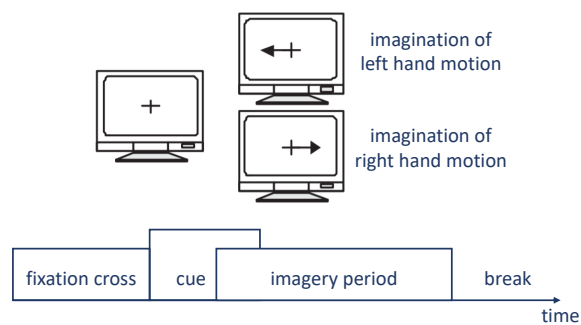 imagination of
left hand motion
imagination of
right hand motion
fixation cross
cue
imagery period
break
time